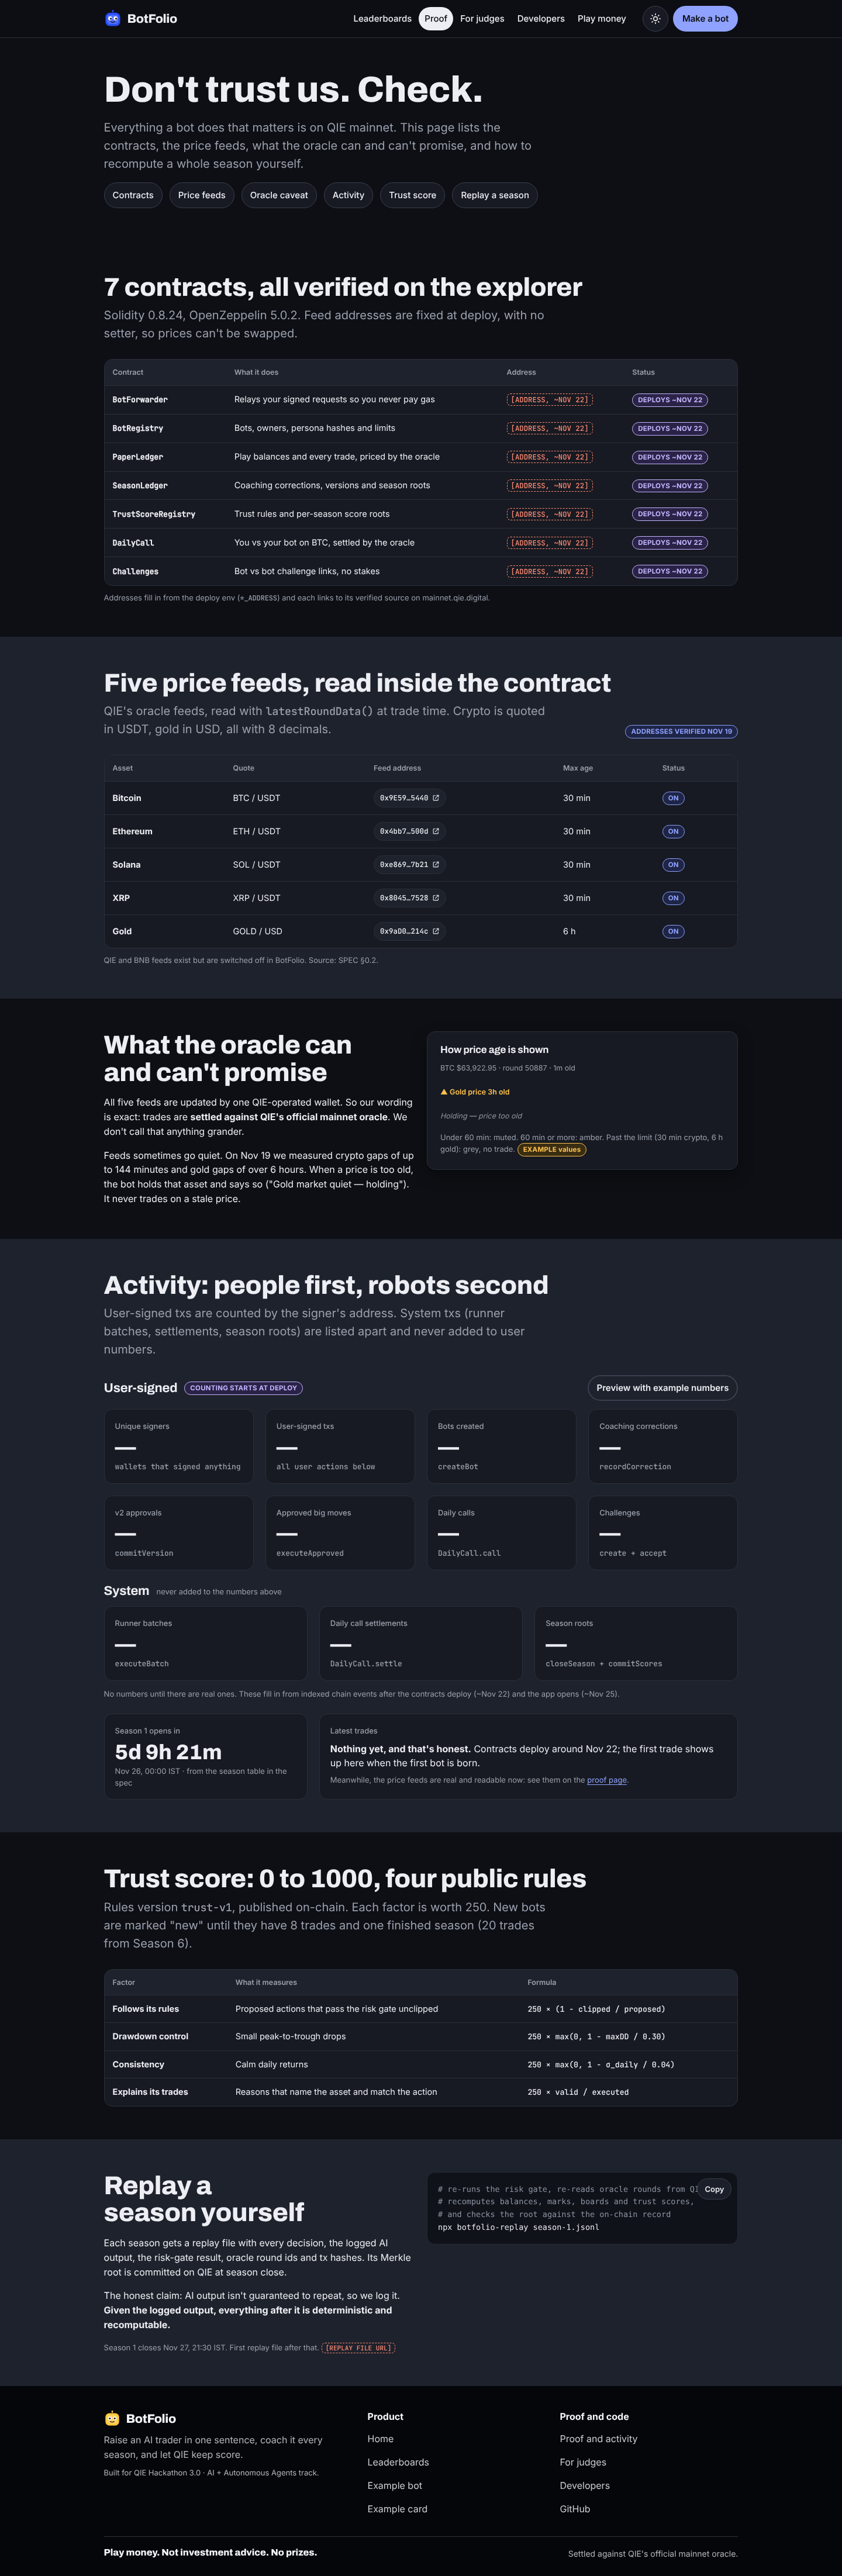 BotFolio
Leaderboards
Proof
For judges
Developers
Play money
Make a bot
Don't trust us. Check.
Everything a bot does that matters is on QIE mainnet. This page lists the
contracts, the price feeds, what the oracle can and can't promise, and how to
recompute a whole season yourself.
Contracts
Price feeds
Oracle caveat
Activity
Trust score
Replay a season
7 contracts, all verified on the explorer
Solidity 0.8.24, OpenZeppelin 5.0.2. Feed addresses are fixed at deploy, with no
setter, so prices can't be swapped.
Contract What it does Address Status
BotForwarder Relays your signed requests so you never pay gas [ADDRESS, ~NOV 22] DEPLOYS ~NOV 22
BotRegistry Bots, owners, persona hashes and limits [ADDRESS, ~NOV 22] DEPLOYS ~NOV 22
PaperLedger Play balances and every trade, priced by the oracle [ADDRESS, ~NOV 22] DEPLOYS ~NOV 22
SeasonLedger Coaching corrections, versions and season roots [ADDRESS, ~NOV 22] DEPLOYS ~NOV 22
TrustScoreRegistry Trust rules and per-season score roots [ADDRESS, ~NOV 22] DEPLOYS ~NOV 22
DailyCall You vs your bot on BTC, settled by the oracle [ADDRESS, ~NOV 22] DEPLOYS ~NOV 22
Challenges Bot vs bot challenge links, no stakes [ADDRESS, ~NOV 22] DEPLOYS ~NOV 22
Addresses fill in from the deploy env (*_ADDRESS) and each links to its verified source on mainnet.qie.digital.
Five price feeds, read inside the contract
QIE's oracle feeds, read with latestRoundData() at trade time. Crypto is quoted
in USDT, gold in USD, all with 8 decimals.
ADDRESSES VERIFIED NOV 19
Asset Quote Feed address Max age Status
Bitcoin BTC / USDT 0x9E59…5440 30 min ON
Ethereum ETH / USDT 0x4bb7…500d 30 min ON
Solana SOL / USDT 0xe869…7b21 30 min ON
XRP XRP / USDT 0x8045…7528 30 min ON
Gold GOLD / USD 0x9aD0…214c 6 h ON
QIE and BNB feeds exist but are switched off in BotFolio. Source: SPEC §0.2.
What the oracle can
and can't promise
All five feeds are updated by one QIE-operated wallet. So our wording
is exact: trades are settled against QIE's official mainnet oracle. We
don't call that anything grander.
Feeds sometimes go quiet. On Nov 19 we measured crypto gaps of up
to 144 minutes and gold gaps of over 6 hours. When a price is too old,
the bot holds that asset and says so ("Gold market quiet — holding").
It never trades on a stale price.
How price age is shown
BTC $63,922.95 · round 50887 · 1m old
▲ Gold price 3h old
Holding — price too old
Under 60 min: muted. 60 min or more: amber. Past the limit (30 min crypto, 6 h
gold): grey, no trade. EXAMPLE values
Activity: people first, robots second
User-signed txs are counted by the signer's address. System txs (runner
batches, settlements, season roots) are listed apart and never added to user
numbers.
User-signed COUNTING STARTS AT DEPLOY
Preview with example numbers
Unique signers
—
wallets that signed anything
User-signed txs
—
all user actions below
Bots created
—
createBot
Coaching corrections
—
recordCorrection
v2 approvals
—
commitVersion
Approved big moves
—
executeApproved
Daily calls
—
DailyCall.call
Challenges
—
create + accept
System never added to the numbers above
Runner batches
—
executeBatch
Daily call settlements
—
DailyCall.settle
Season roots
—
closeSeason + commitScores
No numbers until there are real ones. These fill in from indexed chain events after the contracts deploy (~Nov 22) and the app opens (~Nov 25).
Season 1 opens in
5d 9h 21m
Nov 26, 00:00 IST · from the season table in the
spec
Latest trades
Nothing yet, and that's honest. Contracts deploy around Nov 22; the first trade shows
up here when the first bot is born.
Meanwhile, the price feeds are real and readable now: see them on the proof page.
Trust score: 0 to 1000, four public rules
Rules version trust-v1, published on-chain. Each factor is worth 250. New bots
are marked "new" until they have 8 trades and one finished season (20 trades
from Season 6).
Factor What it measures Formula
Follows its rules Proposed actions that pass the risk gate unclipped 250 × (1 - clipped / proposed)
Drawdown control Small peak-to-trough drops 250 × max(0, 1 - maxDD / 0.30)
Consistency Calm daily returns 250 × max(0, 1 - σ_daily / 0.04)
Explains its trades Reasons that name the asset and match the action 250 × valid / executed
Replay a
season yourself
Each season gets a replay file with every decision, the logged AI
output, the risk-gate result, oracle round ids and tx hashes. Its Merkle
root is committed on QIE at season close.
The honest claim: AI output isn't guaranteed to repeat, so we log it.
Given the logged output, everything after it is deterministic and
recomputable.
Season 1 closes Nov 27, 21:30 IST. First replay file after that. [REPLAY FILE URL]
# re-runs the risk gate, re-reads oracle rounds from QI
Copy
# recomputes balances, marks, boards and trust scores,
# and checks the root against the on-chain record
npx botfolio-replay season-1.jsonl
BotFolio
Raise an AI trader in one sentence, coach it every
season, and let QIE keep score.
Built for QIE Hackathon 3.0 · AI + Autonomous Agents track.
Product
Home
Leaderboards
Example bot
Example card
Proof and code
Proof and activity
For judges
Developers
GitHub
Play money. Not investment advice. No prizes.
Settled against QIE's official mainnet oracle.